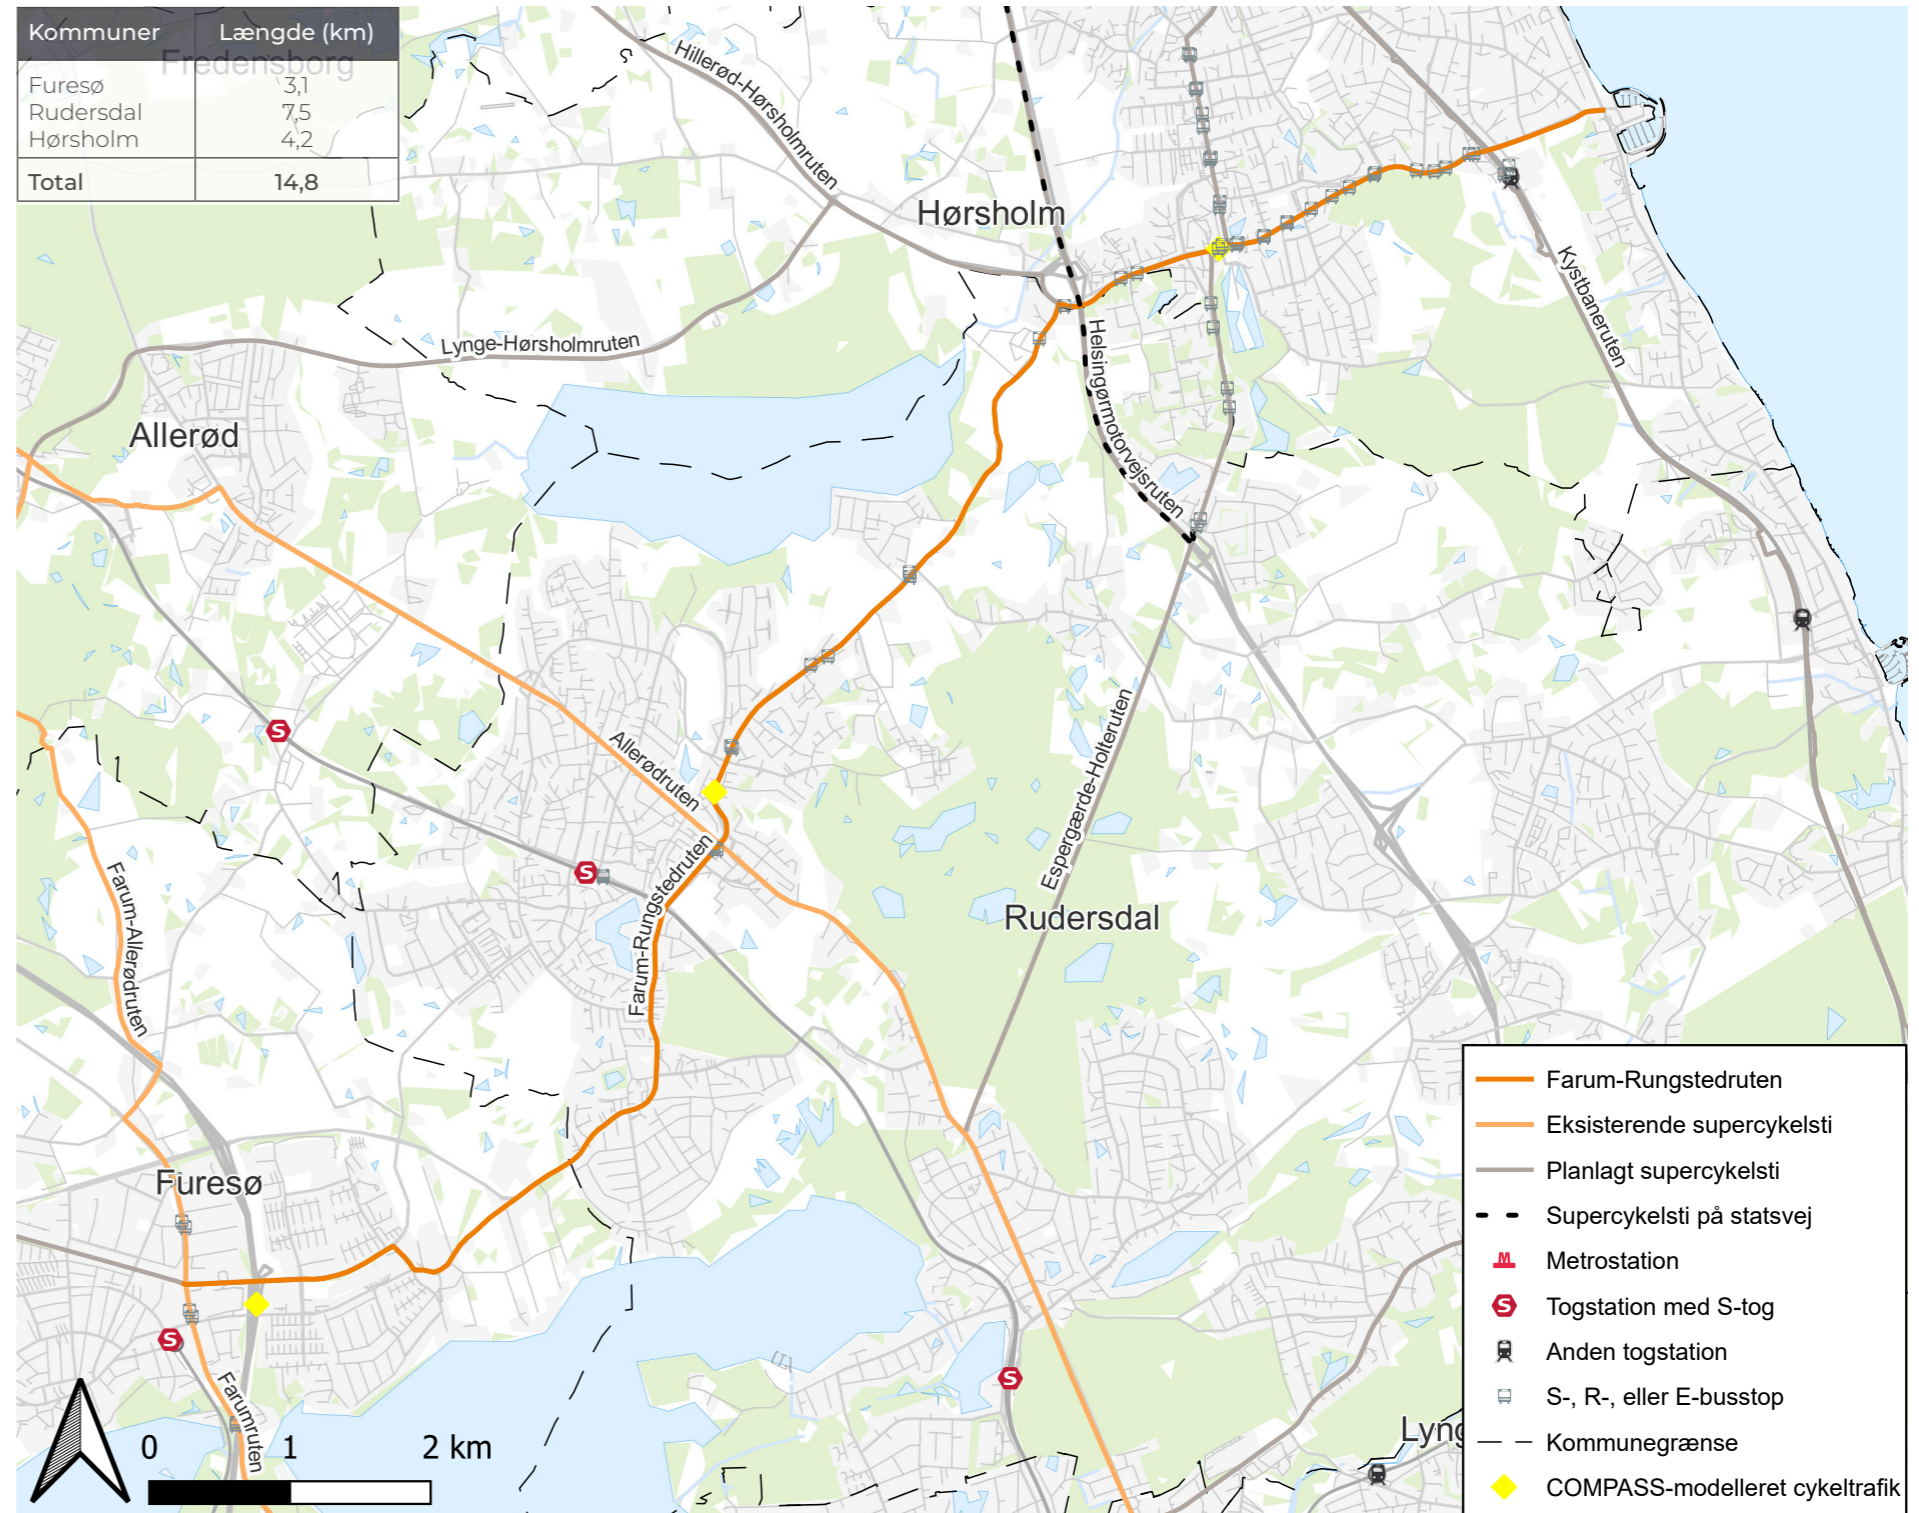 Kommuner Længde (km)
Fredensborg
Furesø 3,1
Rudersdal 7,5
Hørsholm 4,2
Total 14,8
Hillerød-Hørsholmruten
Hørsholm
Kystbaneruten
Lynge-Hørsholmruten
Helsingørmotorvejsruten
Allerød
Allerødruten
Espergærde-Holteruten
Farum-Rungstedruten
Farum-Allerødruten
Rudersdal
Furesø
Farumruten
Lyng
0 1 2 km
Farum-Rungstedruten
Eksisterende supercykelsti
Planlagt supercykelsti
Supercykelsti på statsvej
M Metrostation
S Togstation med S-tog
Anden togstation
S-, R-, eller E-busstop
Kommunegrænse
COMPASS-modelleret cykeltrafik